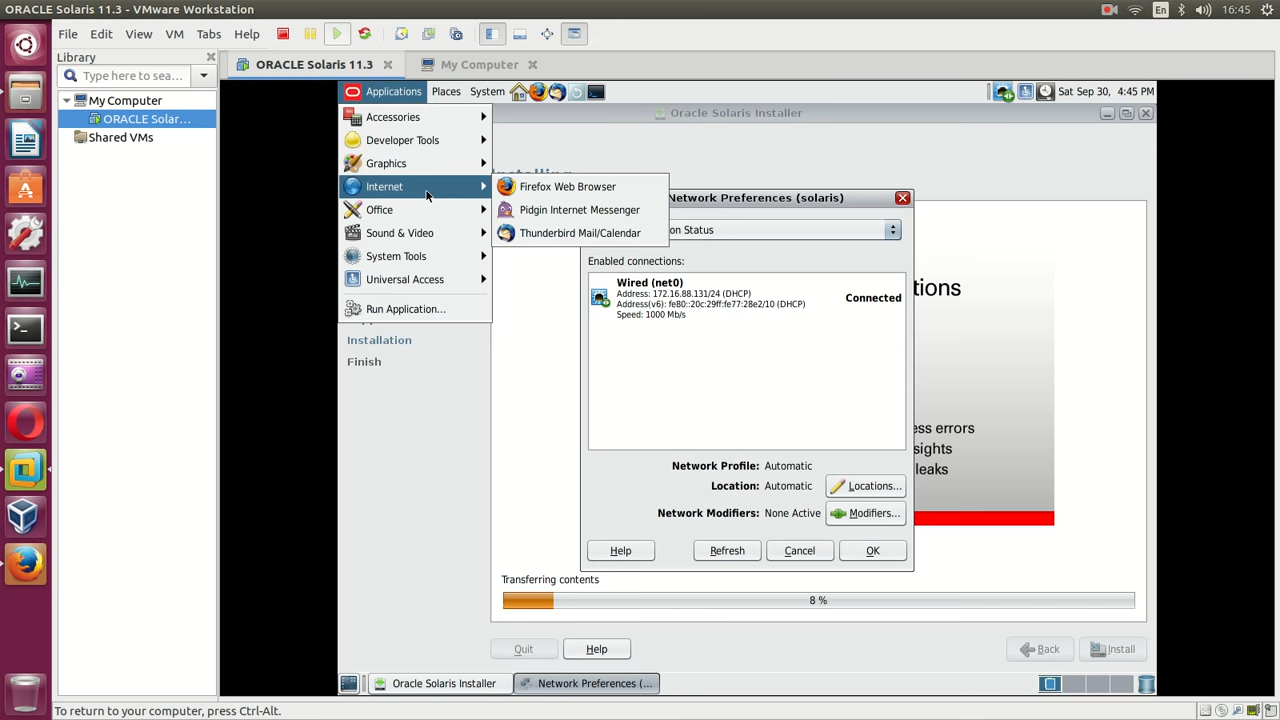 ORACLE Solaris 11.3 - VMware Workstation
En
16:45
File Edit View VM Tabs Help
Library
Type here to sea...
My Computer
ORACLE Solar...
Shared VMs
ORACLE Solaris 11.3
My Computer
Applications Places System
Sat Sep 30, 4:45 PM
Oracle Solaris Installer
Accessories
Developer Tools
Graphics
Internet
Office
Sound & Video
System Tools
Universal Access
Run Application...
Firefox Web Browser
Pidgin Internet Messenger
Thunderbird Mail/Calendar
Installation
Finish
Network Preferences (solaris)
on Status
Enabled connections:
Wired (net0)
Address: 172.16.88.131/24 (DHCP)
Address(v6): fe80::20c:29ff:fe77:28e2/10 (DHCP)
Speed: 1000 Mb/s
Connected
Network Profile: Automatic
Location: Automatic
Locations...
Network Modifiers: None Active
Modifiers...
Help
Refresh
Cancel
OK
tions
ess errors
sights
leaks
Transferring contents
8 %
Quit
Help
Back
Install
Oracle Solaris Installer
Network Preferences (...
To return to your computer, press Ctrl-Alt.